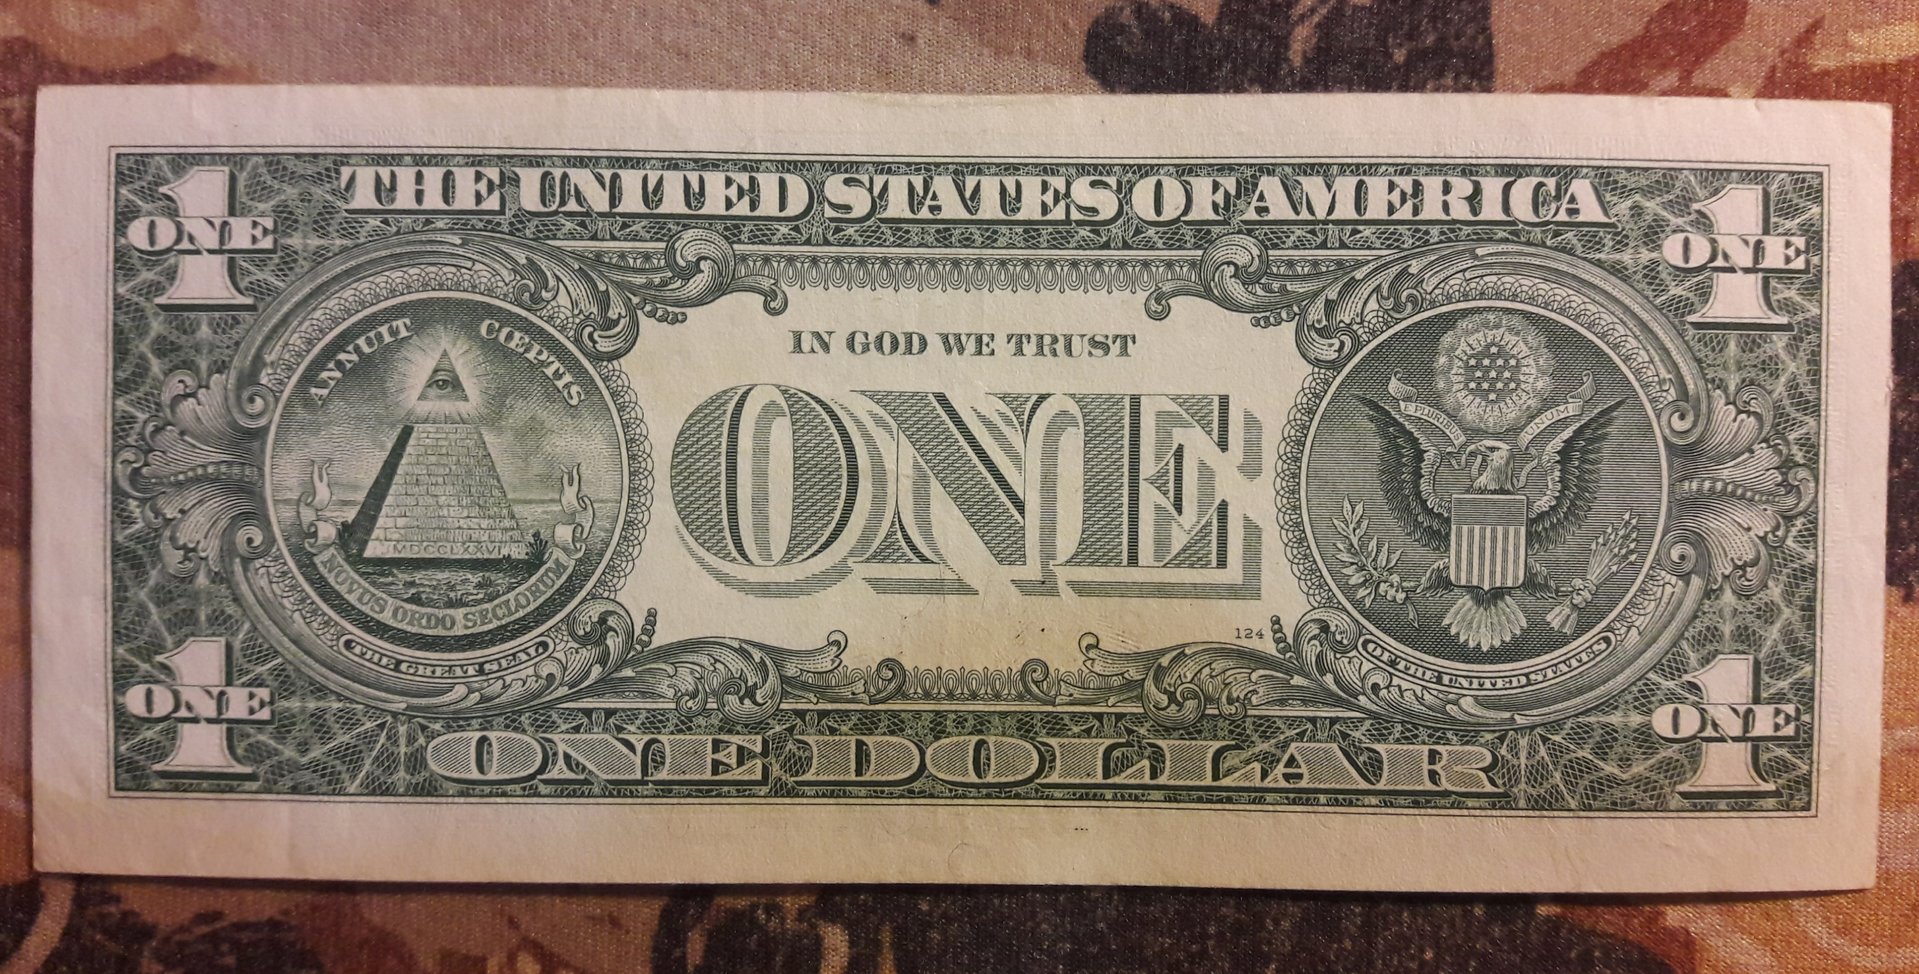 THE UNITED STATES OF AMERICA
1
ONE
1
ONE
IN GOD WE TRUST
ANNUIT CŒPTIS
MDCCLXXVI
NOVUS ORDO SECLORUM
THE GREAT SEAL
ONE
E PLURIBUS UNUM
OF THE UNITED STATES
124
1
ONE
1
ONE
ONE DOLLAR